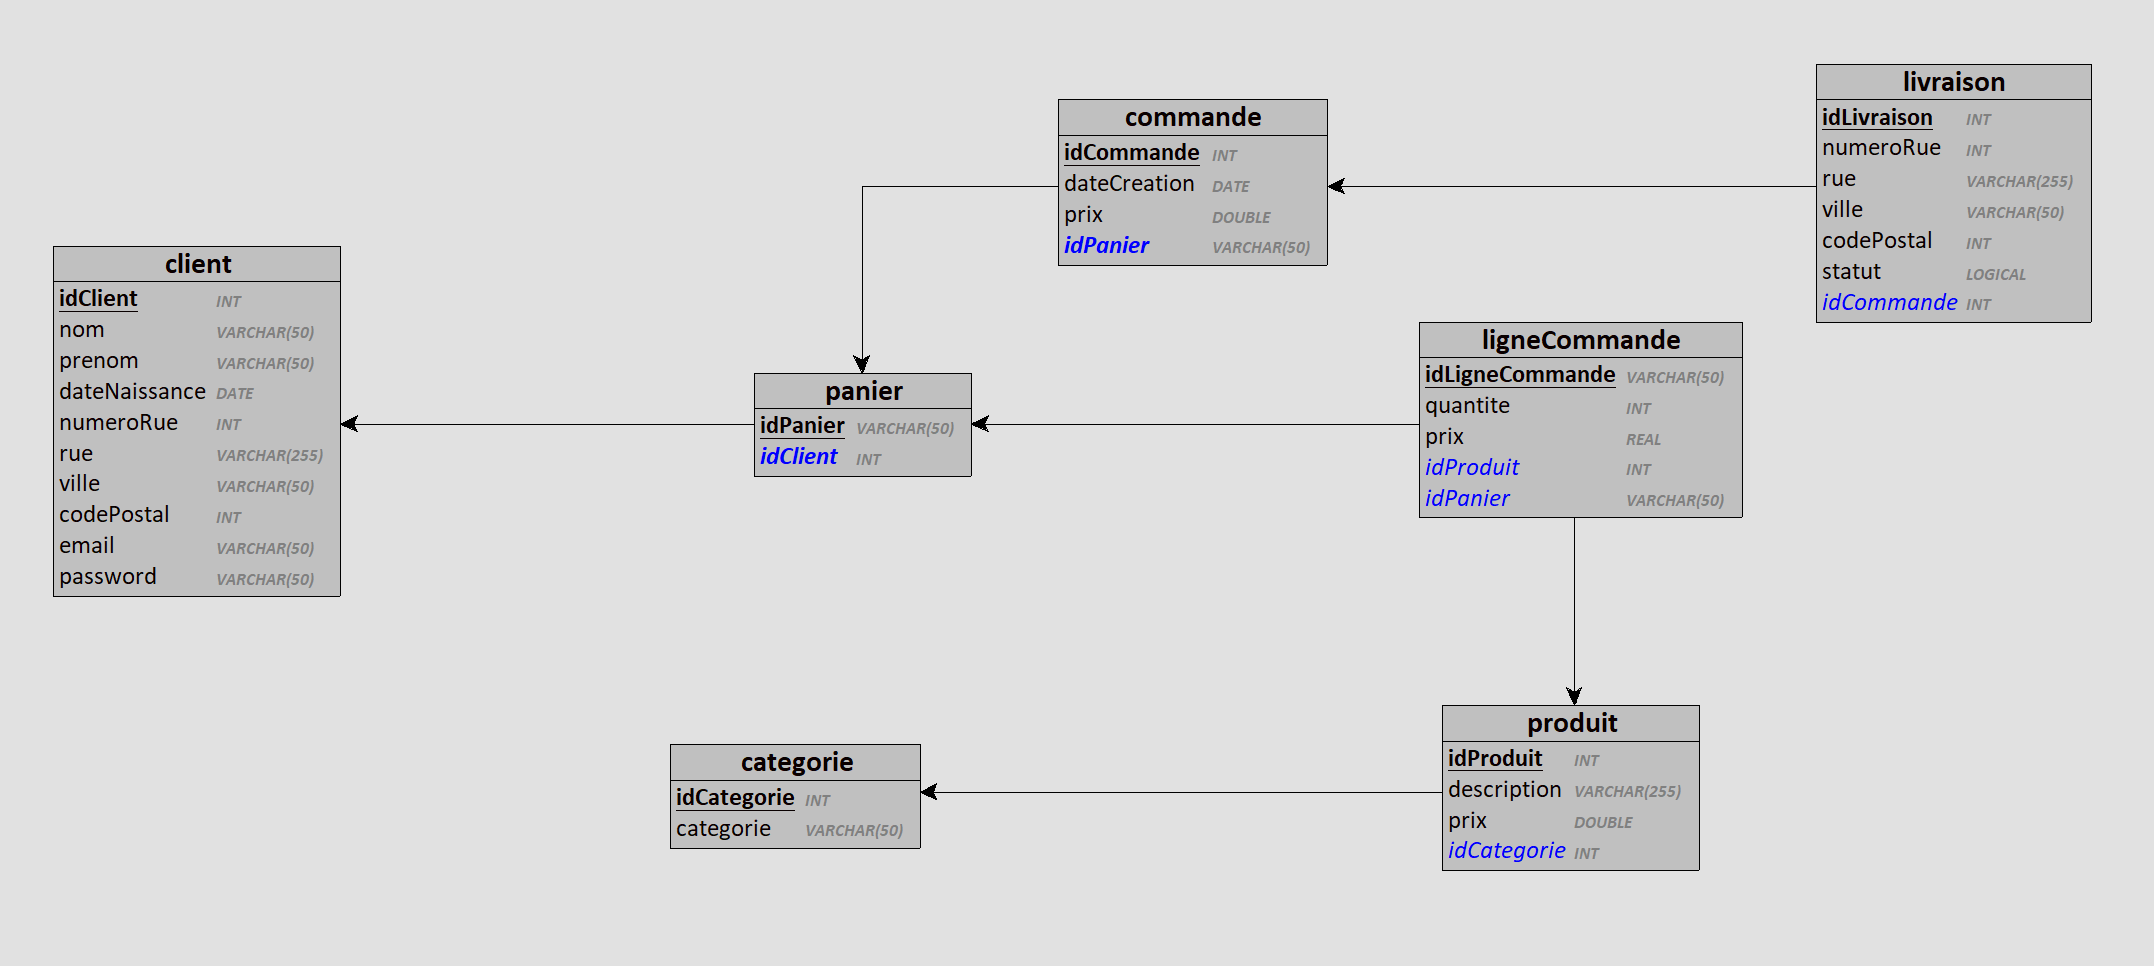 client
idClient INT
nom VARCHAR(50)
prenom VARCHAR(50)
dateNaissance DATE
numeroRue INT
rue VARCHAR(255)
ville VARCHAR(50)
codePostal INT
email VARCHAR(50)
password VARCHAR(50)
panier
idPanier VARCHAR(50)
idClient INT
commande
idCommande INT
dateCreation DATE
prix DOUBLE
idPanier VARCHAR(50)
livraison
idLivraison INT
numeroRue INT
rue VARCHAR(255)
ville VARCHAR(50)
codePostal INT
statut LOGICAL
idCommande INT
ligneCommande
idLigneCommande VARCHAR(50)
quantite INT
prix REAL
idProduit INT
idPanier VARCHAR(50)
categorie
idCategorie INT
categorie VARCHAR(50)
produit
idProduit INT
description VARCHAR(255)
prix DOUBLE
idCategorie INT